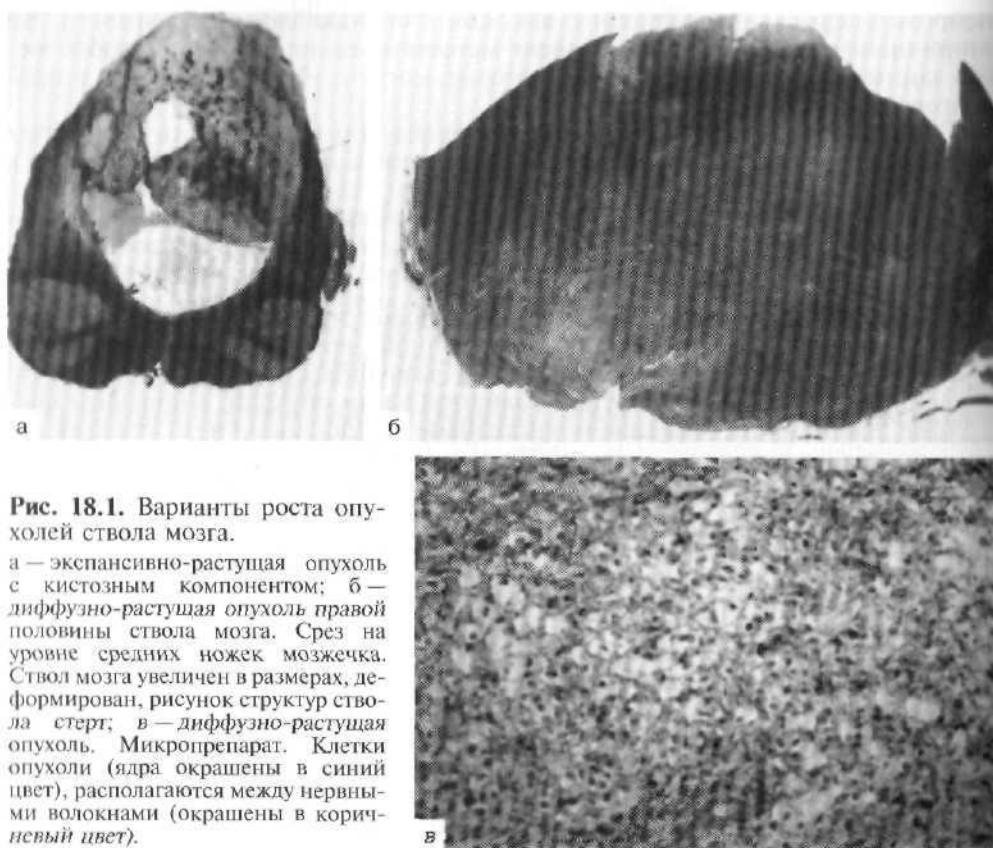 а
б
Рис. 18.1. Варианты роста опу-
холей ствола мозга.
а — экспансивно-растущая опухоль
с кистозным компонентом; б —
диффузно-растущая опухоль правой
половины ствола мозга. Срез на
уровне средних ножек мозжечка.
Ствол мозга увеличен в размерах, де-
формирован, рисунок структур ство-
ла стерт; в — диффузно-растущая
опухоль. Микропрепарат. Клетки
опухоли (ядра окрашены в синий
цвет), располагаются между нервны-
ми волокнами (окрашены в корич-
невый цвет).
в